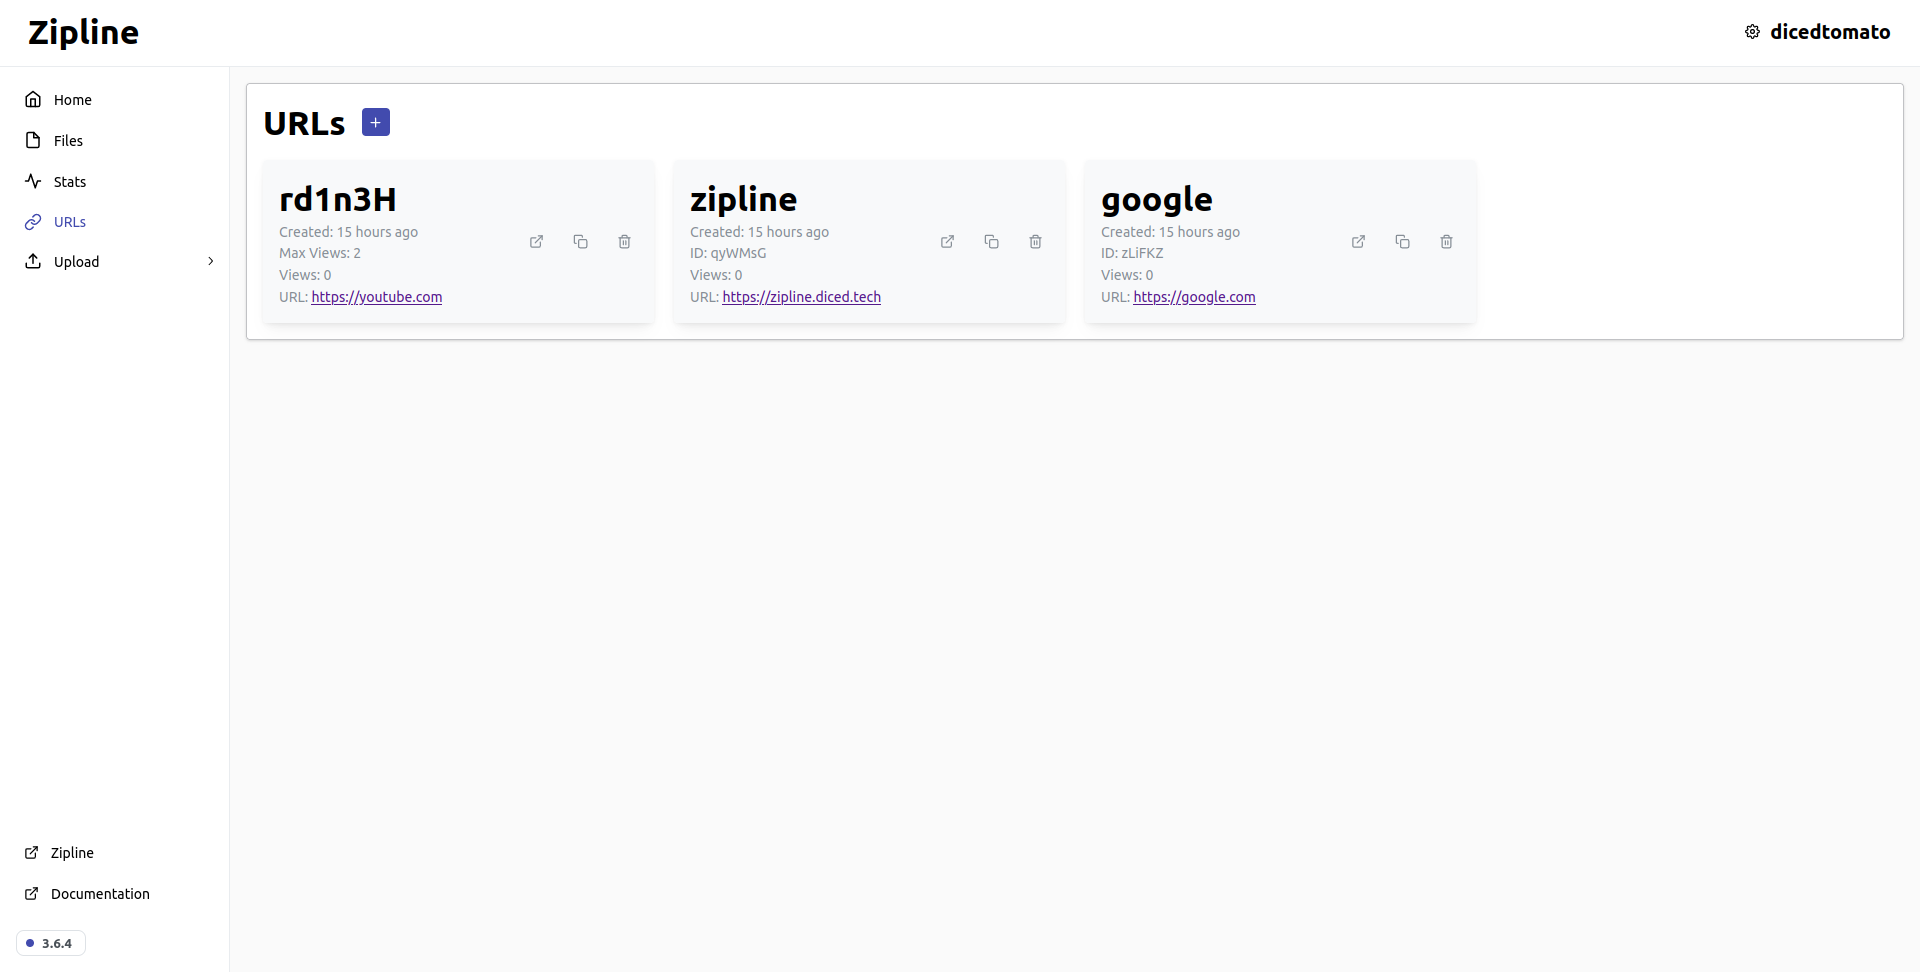 Zipline
dicedtomato
Home
Files
Stats
URLs
Upload
URLs
rd1n3H
Created: 15 hours ago
Max Views: 2
Views: 0
URL: https://youtube.com
zipline
Created: 15 hours ago
ID: qyWMsG
Views: 0
URL: https://zipline.diced.tech
google
Created: 15 hours ago
ID: zLiFKZ
Views: 0
URL: https://google.com
Zipline
Documentation
3.6.4